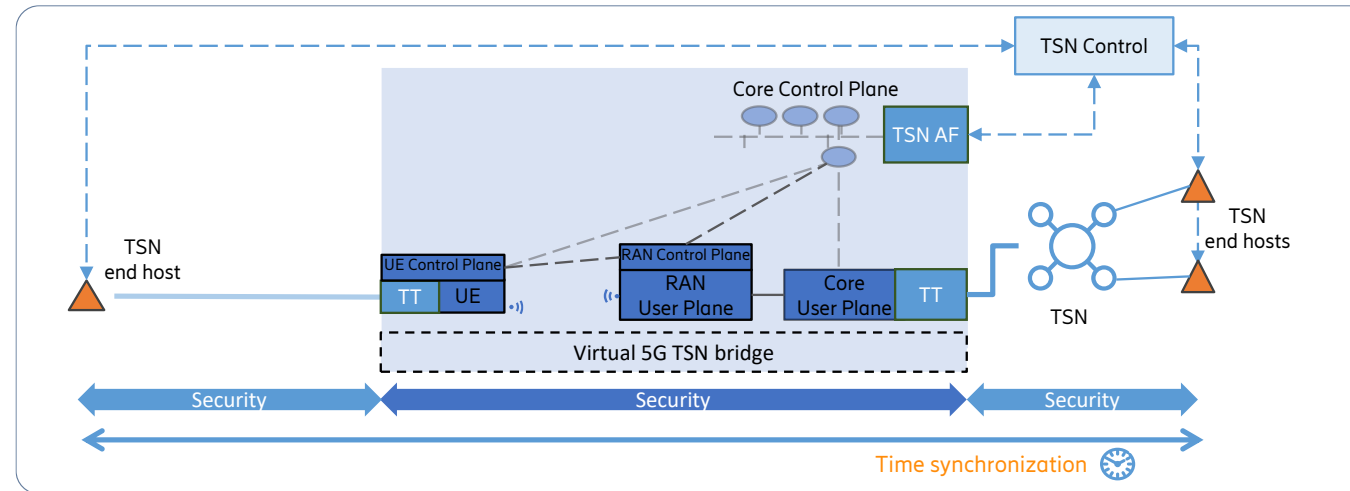 TSN Control
Core Control Plane
TSN AF
TSN
end host
TSN
end hosts
UE Control Plane
TT
UE
RAN Control Plane
RAN
User Plane
Core
User Plane
TT
TSN
Virtual 5G TSN bridge
Security
Security
Security
Time synchronization